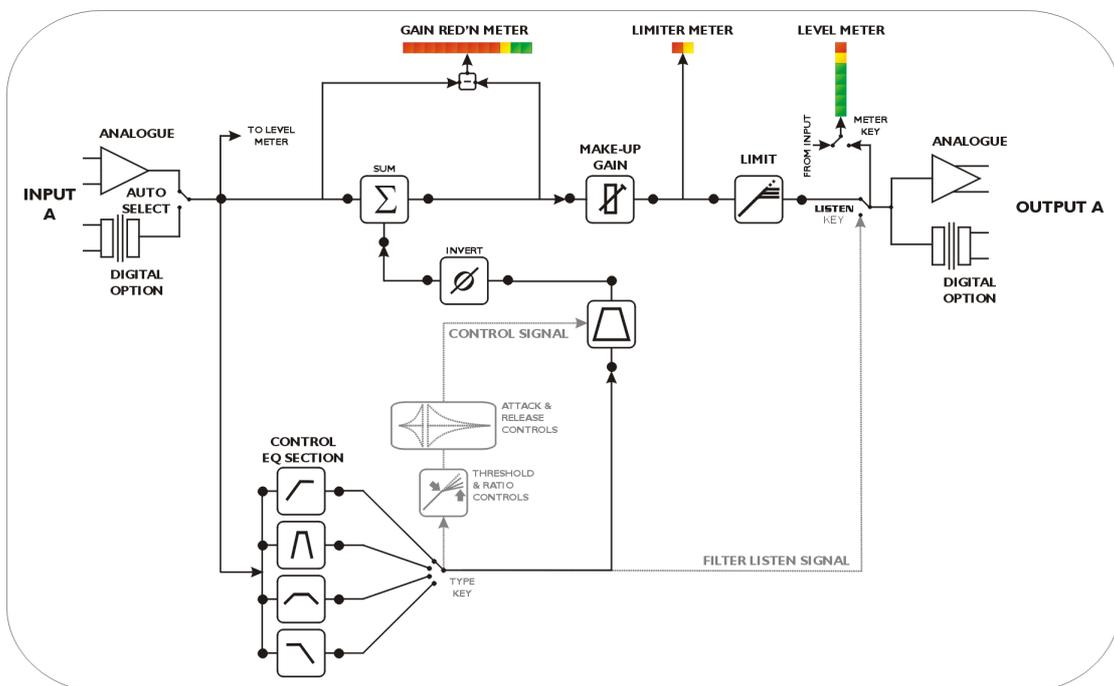 GAIN RED'N METER
LIMITER METER
LEVEL METER
ANALOGUE
TO LEVEL
METER
FROM INPUT
METER
KEY
ANALOGUE
INPUT
A
AUTO
SELECT
SUM
Σ
MAKE-UP
GAIN
LIMIT
LISTEN
KEY
OUTPUT A
DIGITAL
OPTION
INVERT
DIGITAL
OPTION
CONTROL SIGNAL
ATTACK &
RELEASE
CONTROLS
CONTROL
EQ SECTION
THRESHOLD
& RATIO
CONTROLS
FILTER LISTEN SIGNAL
TYPE
KEY